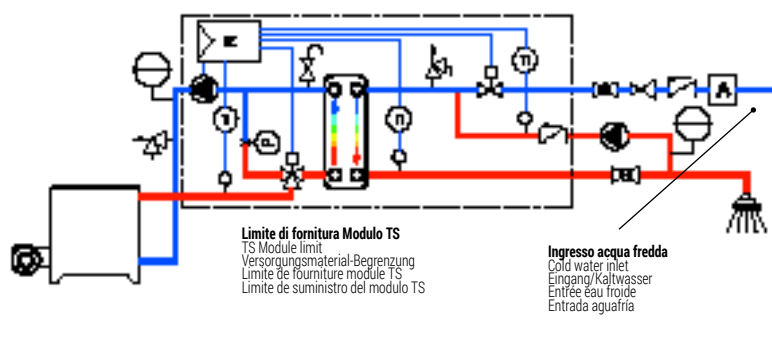 A
Limite di fornitura Modulo TS
TS Module limit
Versorgungsmaterial-Begrenzung
Limite de fourniture module TS
Limite de suministro del modulo TS
Ingresso acqua fredda
Cold water inlet
Eingang/Kaltwasser
Entrée eau froide
Entrada aguafría